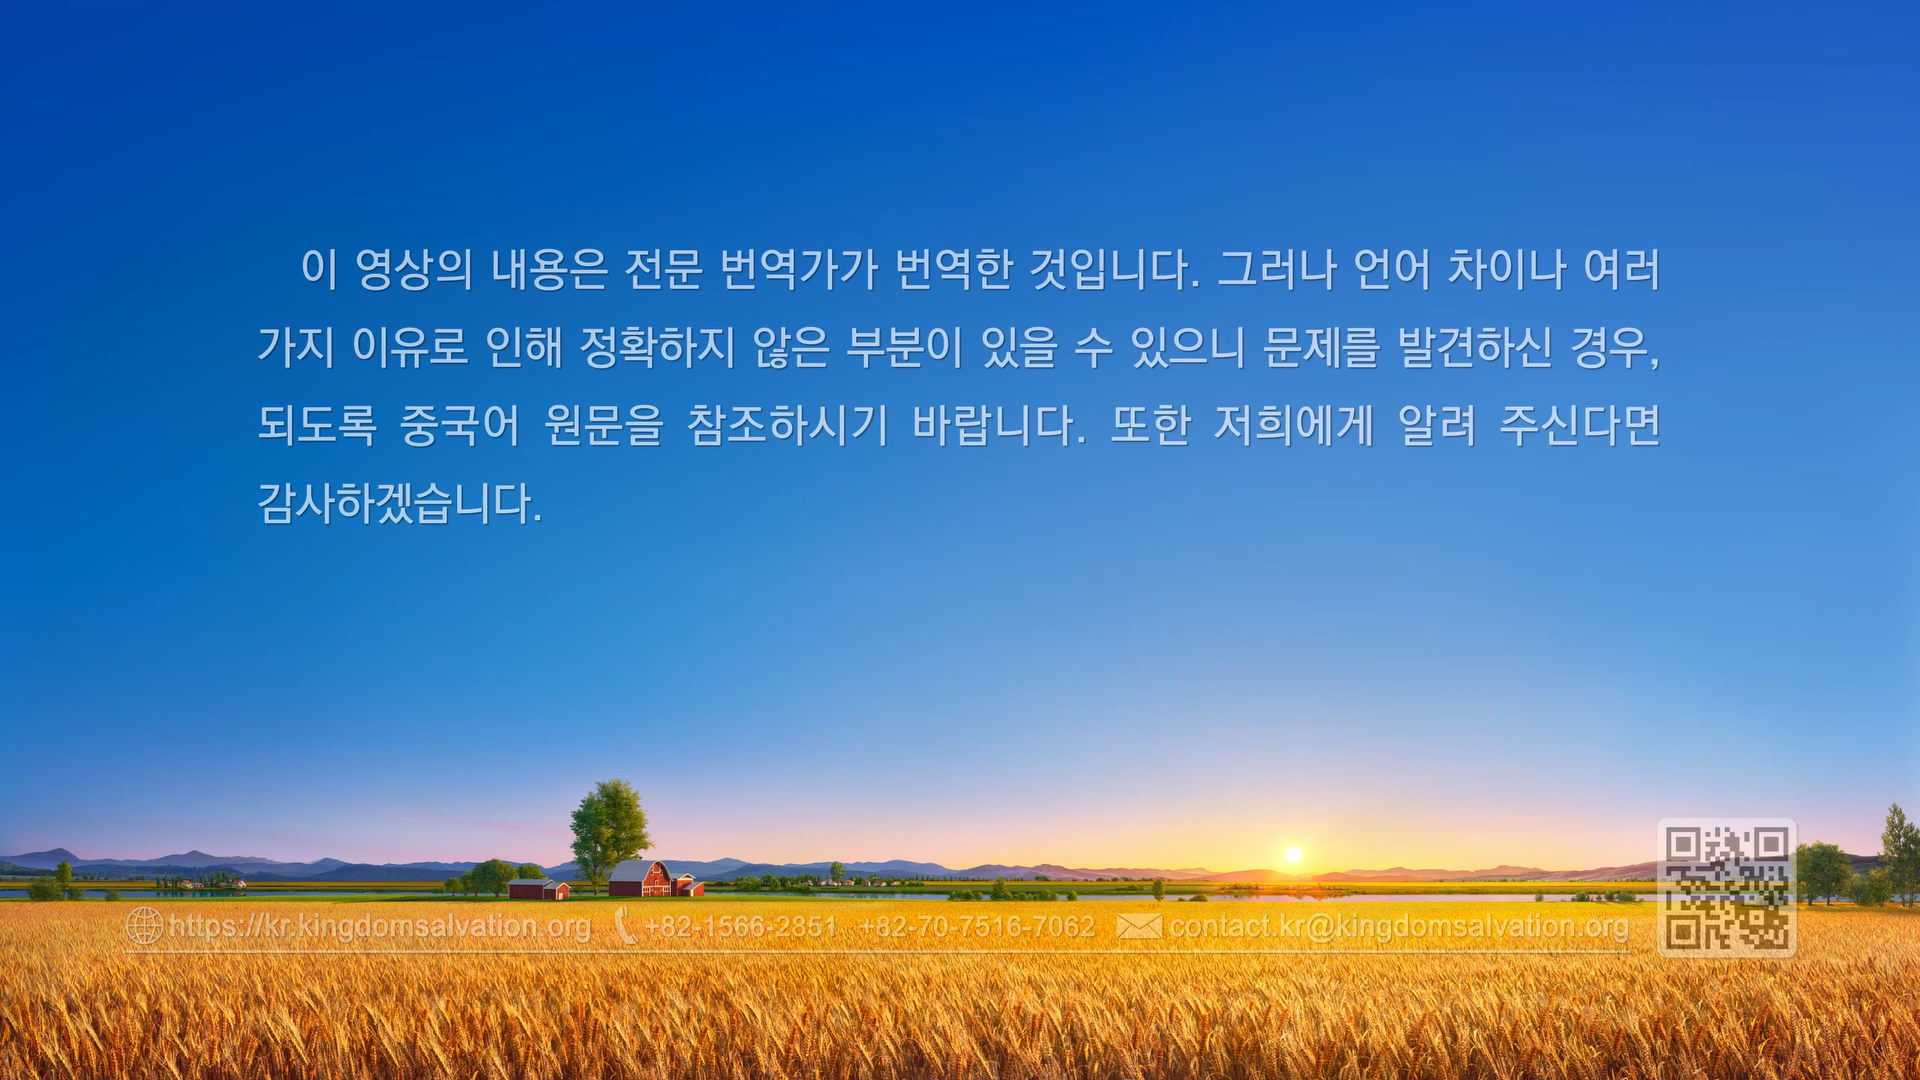 이 영상의 내용은 전문 번역가가 번역한 것입니다. 그러나 언어 차이나 여러
가지 이유로 인해 정확하지 않은 부분이 있을 수 있으니 문제를 발견하신 경우,
되도록 중국어 원문을 참조하시기 바랍니다. 또한 저희에게 알려 주신다면
감사하겠습니다.
https://kr.kingdomsalvation.org +82-1566-2851 +82-70-7516-7062 contact.kr@kingdomsalvation.org